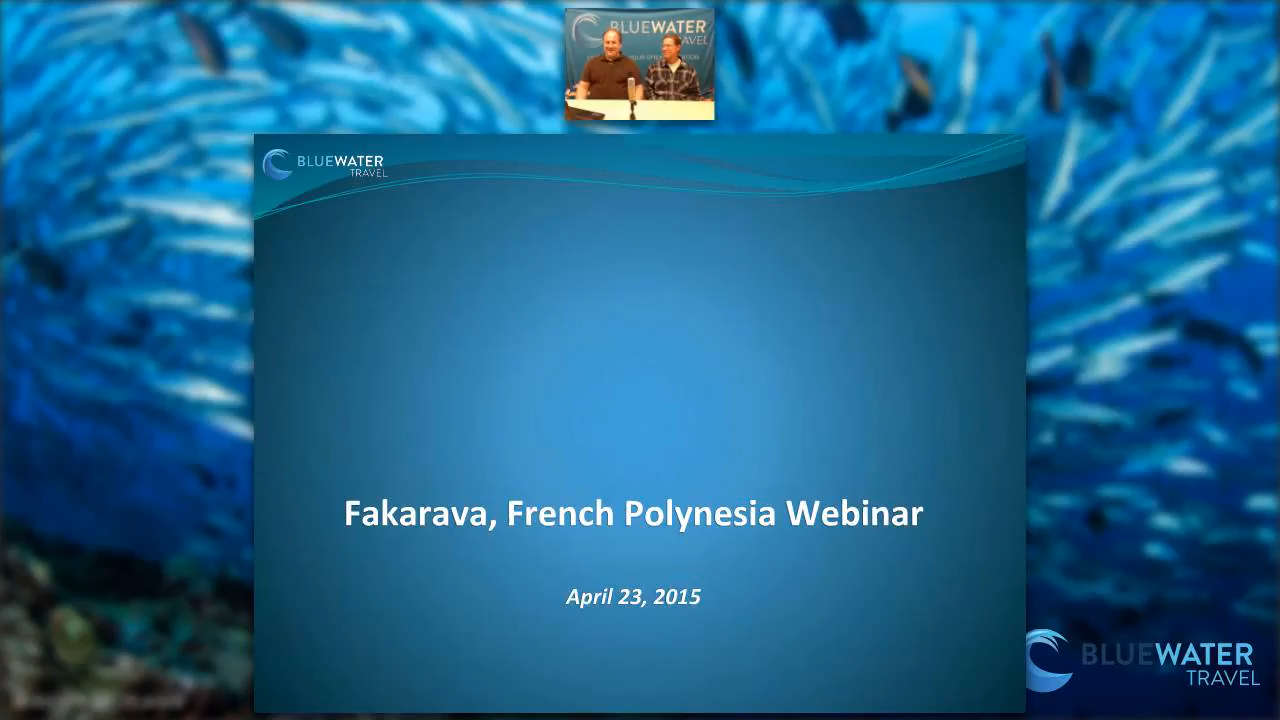 BLUEWATER
TRAVEL
BLUEWATER
TRAVEL
Fakarava, French Polynesia Webinar
April 23, 2015
BLUEWATER
TRAVEL